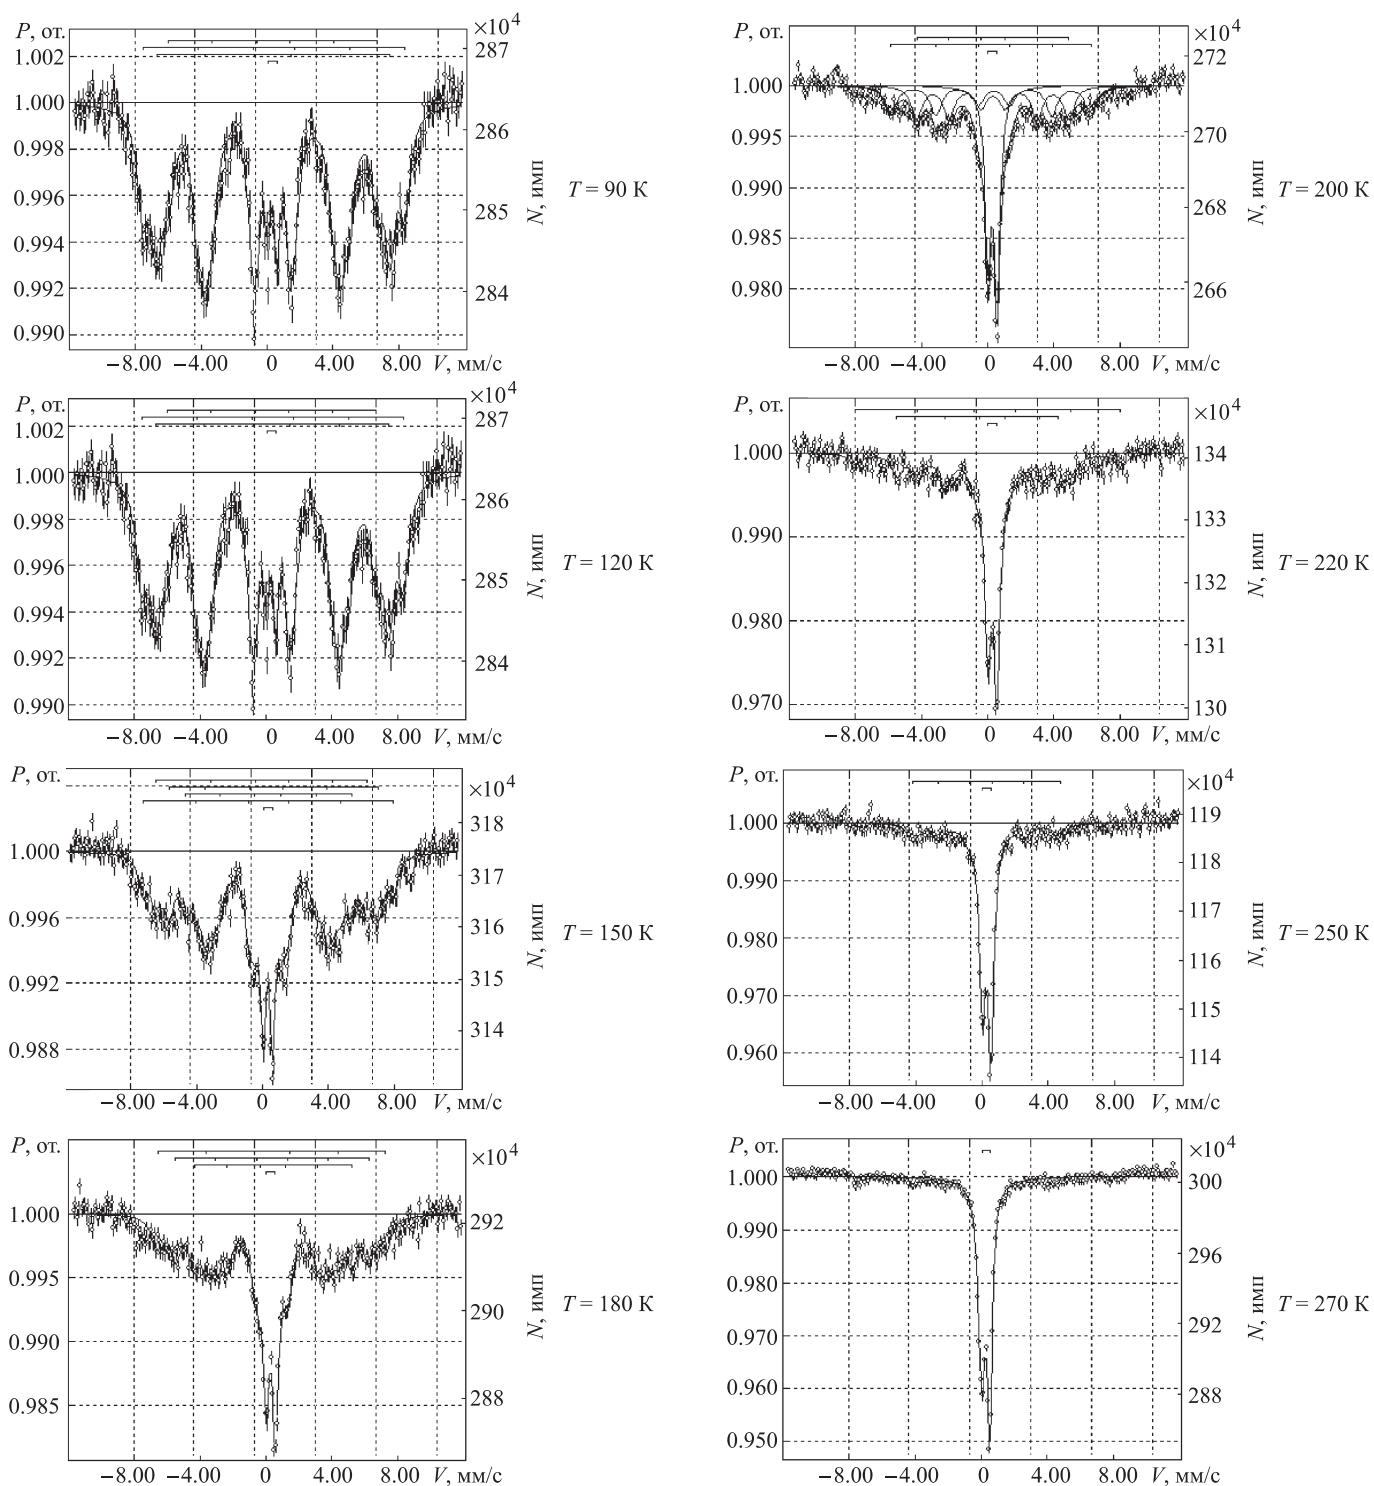 P, от.
×10⁴
1.002
1.000
0.998
0.996
0.994
0.992
0.990
287
286
285
284
N, имп
T = 90 К
−8.00 −4.00 0 4.00 8.00 V, мм/с
P, от.
×10⁴
1.000
0.995
0.990
0.985
0.980
272
270
268
266
N, имп
T = 200 К
−8.00 −4.00 0 4.00 8.00 V, мм/с
P, от.
×10⁴
1.002
1.000
0.998
0.996
0.994
0.992
0.990
287
286
285
284
N, имп
T = 120 К
−8.00 −4.00 0 4.00 8.00 V, мм/с
P, от.
×10⁴
1.000
0.990
0.980
0.970
134
133
132
131
130
N, имп
T = 220 К
−8.00 −4.00 0 4.00 8.00 V, мм/с
P, от.
×10⁴
1.000
0.996
0.992
0.988
318
317
316
315
314
N, имп
T = 150 К
−8.00 −4.00 0 4.00 8.00 V, мм/с
P, от.
×10⁴
1.000
0.990
0.980
0.970
0.960
119
118
117
116
115
114
N, имп
T = 250 К
−8.00 −4.00 0 4.00 8.00 V, мм/с
P, от.
×10⁴
1.000
0.995
0.990
0.985
292
290
288
N, имп
T = 180 К
−8.00 −4.00 0 4.00 8.00 V, мм/с
P, от.
×10⁴
1.000
0.990
0.980
0.970
0.960
0.950
300
296
292
288
N, имп
T = 270 К
−8.00 −4.00 0 4.00 8.00 V, мм/с